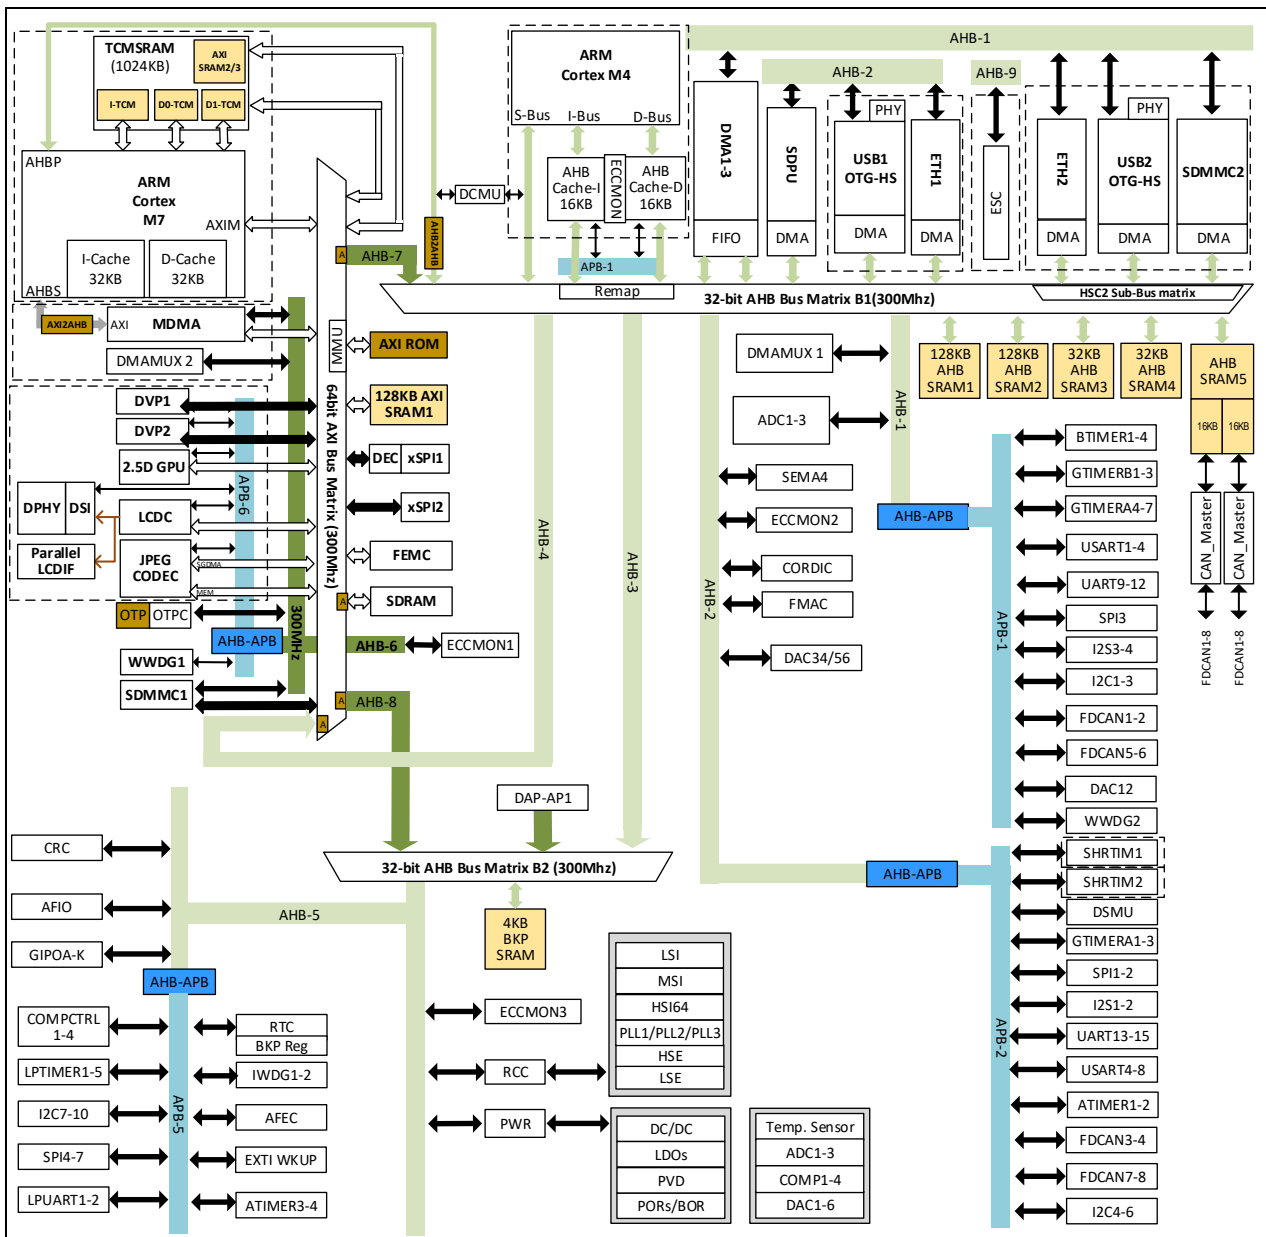 TCMSRAM
(1024KB)
AXI
SRAM2/3
I-TCM
D0-TCM
D1-TCM
AHBP
ARM
Cortex
M7
AXIM
I-Cache
32KB
D-Cache
32KB
AHBS
AXI2AHB
AXI
MDMA
DMAMUX 2
DVP1
DVP2
2.5D GPU
DPHY
DSI
LCDC
Parallel
LCDIF
JPEG
CODEC
SGDMA
MEM
OTP
OTPC
AHB-APB
WWDG1
SDMMC1
APB-6
300MHz
MMU
64bit AXI Bus Matrix (300Mhz)
A
A
A
A
AHB-7
AHB2AHB
DCMU
AXI ROM
128KB AXI
SRAM1
DEC
xSPI1
xSPI2
FEMC
SDRAM
AHB-6
ECCMON1
AHB-8
ARM
Cortex M4
S-Bus
I-Bus
D-Bus
AHB
Cache-I
16KB
ECCMON
AHB
Cache-D
16KB
APB-1
Remap
32-bit AHB Bus Matrix B1(300Mhz)
HSC2 Sub-Bus matrix
AHB-1
AHB-2
AHB-9
DMA1-3
FIFO
SDPU
DMA
PHY
USB1
OTG-HS
DMA
ETH1
DMA
ESC
ETH2
DMA
PHY
USB2
OTG-HS
DMA
SDMMC2
DMA
128KB
AHB
SRAM1
128KB
AHB
SRAM2
32KB
AHB
SRAM3
32KB
AHB
SRAM4
AHB
SRAM5
16KB
16KB
CAN_Master
CAN_Master
FDCAN1-8
FDCAN1-8
DMAMUX 1
ADC1-3
AHB-1
SEMA4
ECCMON2
CORDIC
FMAC
DAC34/56
AHB-4
AHB-3
AHB-2
AHB-APB
APB-1
BTIMER1-4
GTIMERB1-3
GTIMERA4-7
USART1-4
UART9-12
SPI3
I2S3-4
I2C1-3
FDCAN1-2
FDCAN5-6
DAC12
WWDG2
AHB-APB
APB-2
SHRTIM1
SHRTIM2
DSMU
GTIMERA1-3
SPI1-2
I2S1-2
UART13-15
USART4-8
ATIMER1-2
FDCAN3-4
FDCAN7-8
I2C4-6
DAP-AP1
32-bit AHB Bus Matrix B2 (300Mhz)
4KB
BKP
SRAM
CRC
AFIO
GIPOA-K
AHB-5
AHB-APB
APB-5
COMPCTRL
1-4
LPTIMER1-5
I2C7-10
SPI4-7
LPUART1-2
RTC
BKP Reg
IWDG1-2
AFEC
EXTI WKUP
ATIMER3-4
ECCMON3
RCC
PWR
LSI
MSI
HSI64
PLL1/PLL2/PLL3
HSE
LSE
DC/DC
LDOs
PVD
PORs/BOR
Temp. Sensor
ADC1-3
COMP1-4
DAC1-6